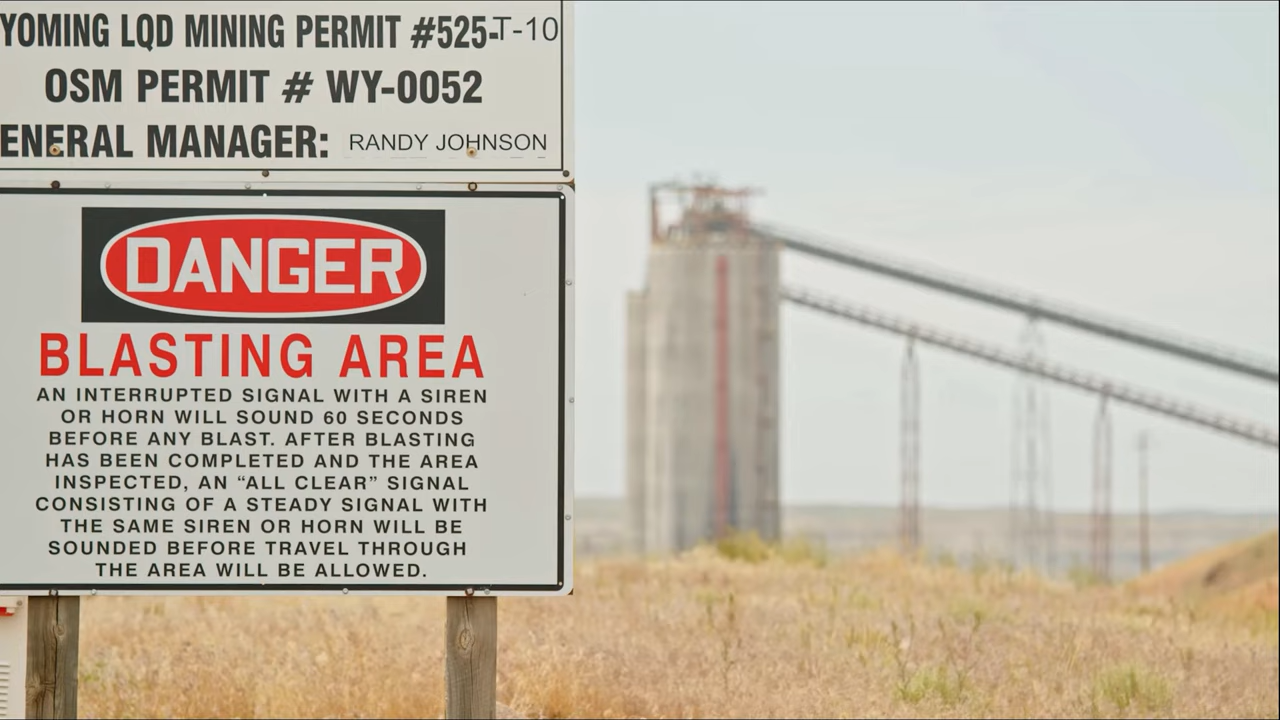 YOMING LQD MINING PERMIT #525-T-10
OSM PERMIT # WY-0052
ENERAL MANAGER: RANDY JOHNSON
DANGER
BLASTING AREA
AN INTERRUPTED SIGNAL WITH A SIREN
OR HORN WILL SOUND 60 SECONDS
BEFORE ANY BLAST. AFTER BLASTING
HAS BEEN COMPLETED AND THE AREA
INSPECTED, AN “ALL CLEAR” SIGNAL
CONSISTING OF A STEADY SIGNAL WITH
THE SAME SIREN OR HORN WILL BE
SOUNDED BEFORE TRAVEL THROUGH
THE AREA WILL BE ALLOWED.